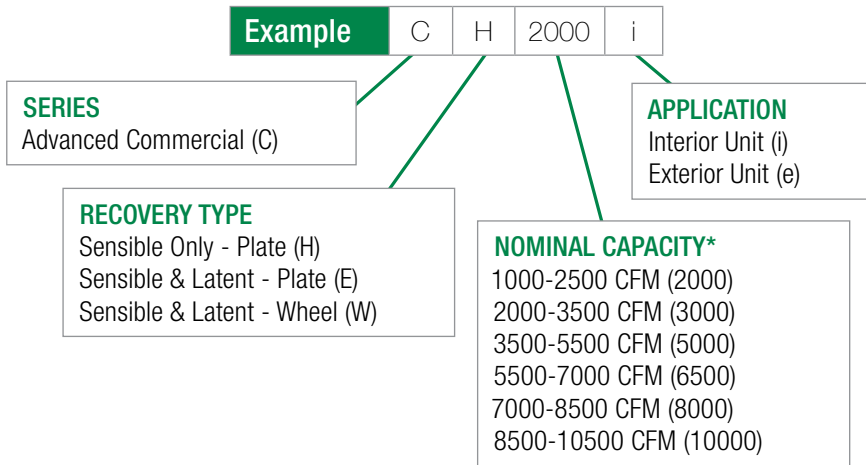 Example C H 2000 i
SERIES
Advanced Commercial (C)
RECOVERY TYPE
Sensible Only - Plate (H)
Sensible & Latent - Plate (E)
Sensible & Latent - Wheel (W)
APPLICATION
Interior Unit (i)
Exterior Unit (e)
NOMINAL CAPACITY*
1000-2500 CFM (2000)
2000-3500 CFM (3000)
3500-5500 CFM (5000)
5500-7000 CFM (6500)
7000-8500 CFM (8000)
8500-10500 CFM (10000)